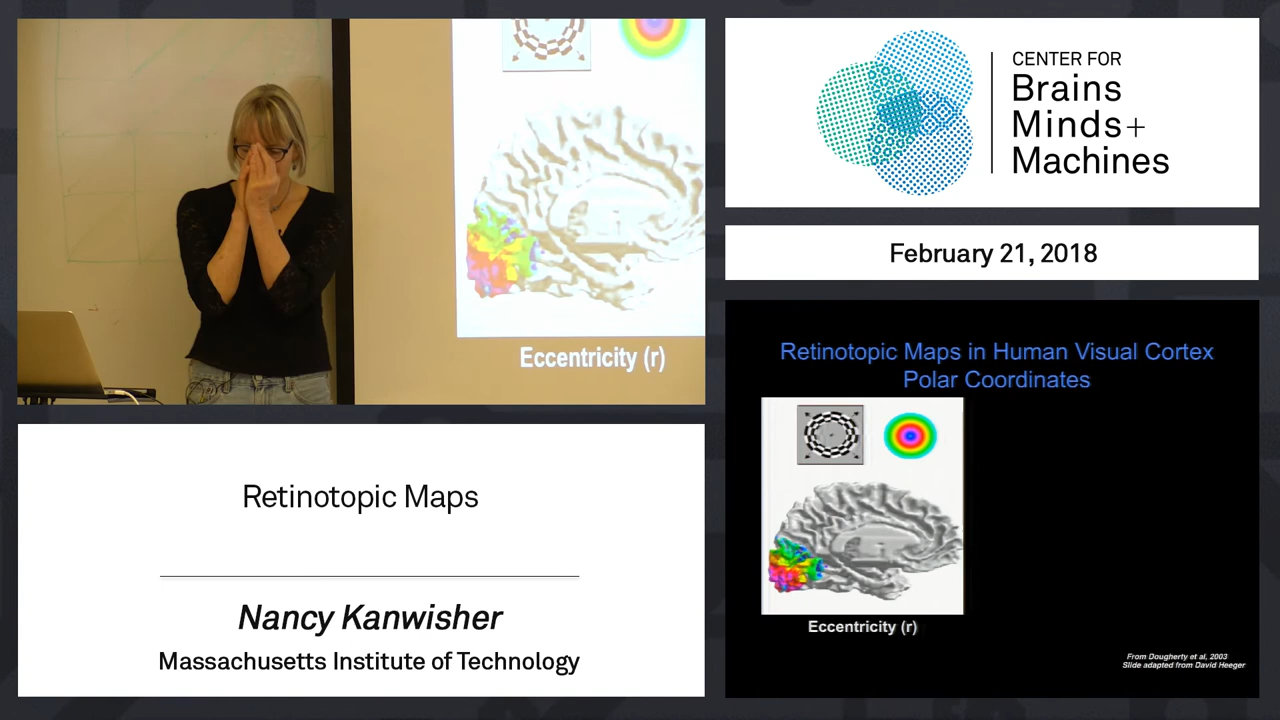 Eccentricity (r)
CENTER FOR
Brains
Minds+
Machines
February 21, 2018
Retinotopic Maps
Nancy Kanwisher
Massachusetts Institute of Technology
Retinotopic Maps in Human Visual Cortex
Polar Coordinates
Eccentricity (r)
From Dougherty et al, 2003
Slide adapted from David Heeger